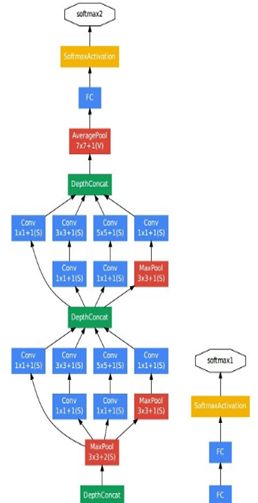 softmax2
SoftmaxActivation
FC
AveragePool
7x7+1(V)
DepthConcat
Conv
1x1+1(S)
Conv
3x3+1(S)
Conv
5x5+1(S)
Conv
1x1+1(S)
Conv
1x1+1(S)
Conv
1x1+1(S)
MaxPool
3x3+1(S)
DepthConcat
Conv
1x1+1(S)
Conv
3x3+1(S)
Conv
5x5+1(S)
Conv
1x1+1(S)
softmax1
Conv
1x1+1(S)
Conv
1x1+1(S)
MaxPool
3x3+1(S)
SoftmaxActivation
MaxPool
3x3+2(S)
FC
DepthConcat
FC